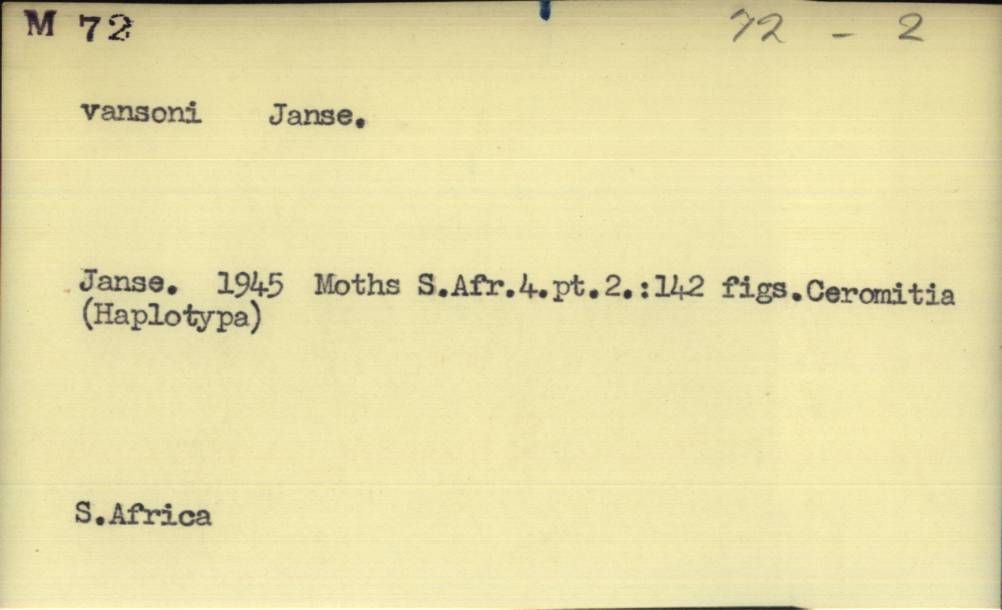 M 72 72 - 2
vansoni Janse.
Janse. 1945 Moths S.Afr.4.pt.2.:142 figs.Ceromitia
(Haplotypa)
S.Africa